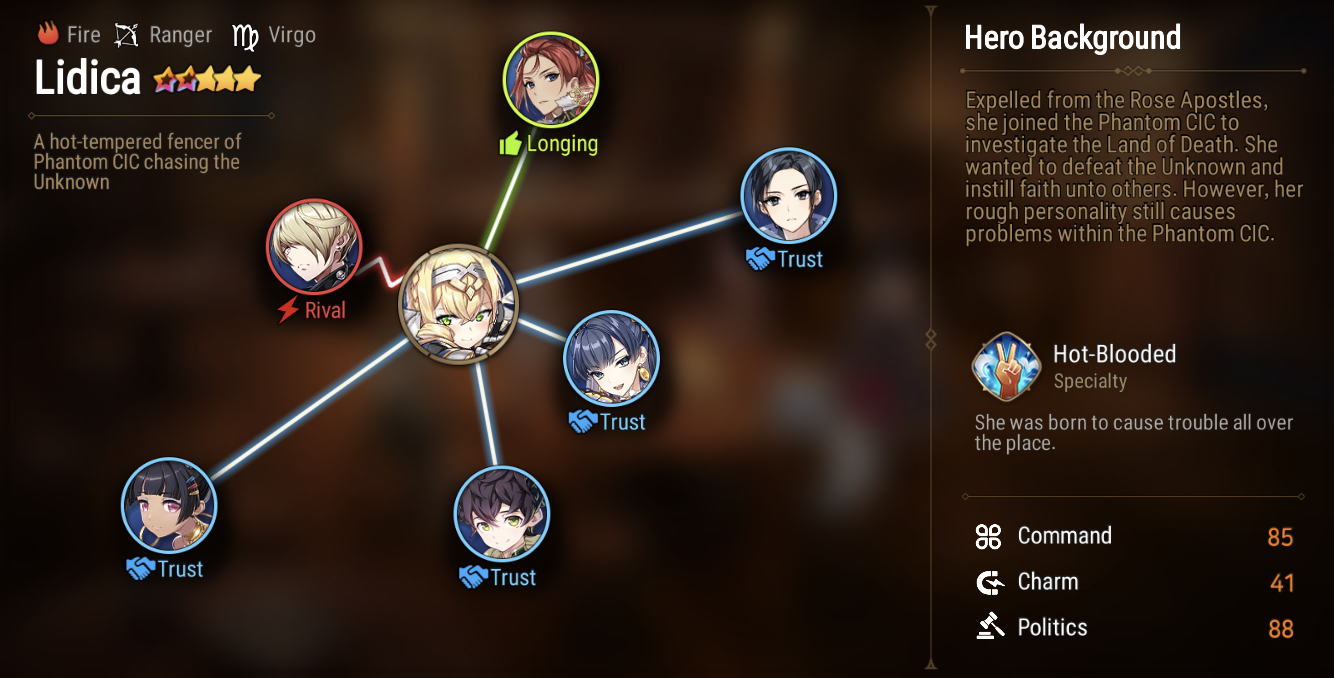 Fire Ranger Virgo
Lidica
A hot-tempered fencer of
Phantom CIC chasing the
Unknown
Longing
Trust
Rival
Trust
Trust
Trust
Hero Background
Expelled from the Rose Apostles,
she joined the Phantom CIC to
investigate the Land of Death. She
wanted to defeat the Unknown and
instill faith unto others. However, her
rough personality still causes
problems within the Phantom CIC.
Hot-Blooded
Specialty
She was born to cause trouble all over
the place.
Command 85
Charm 41
Politics 88